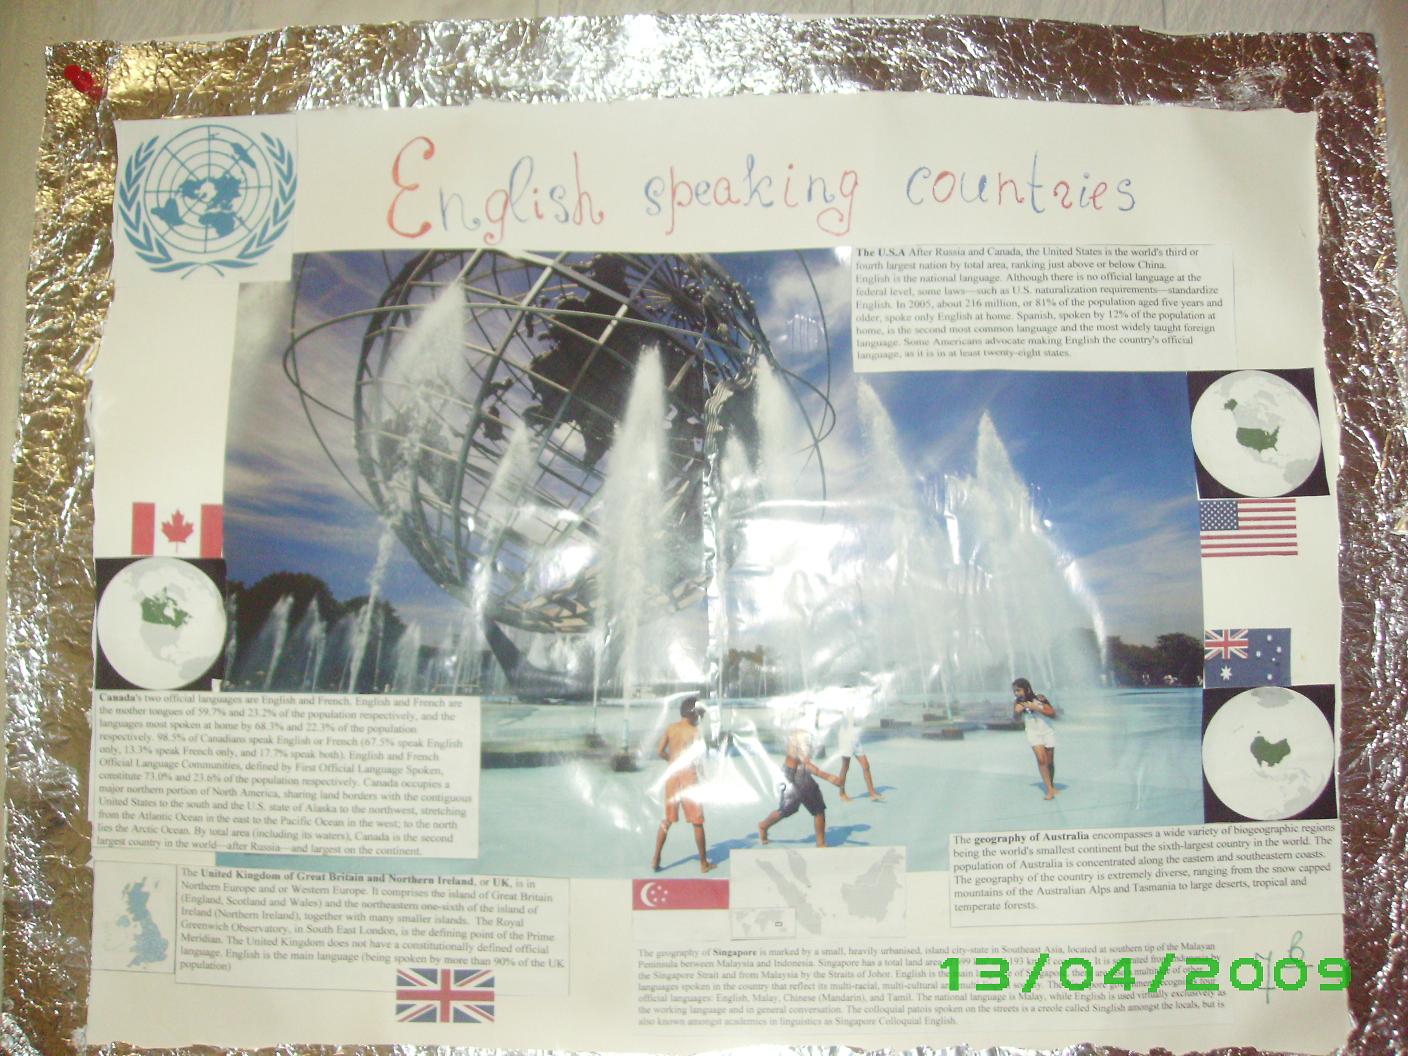 English speaking countries
The U.S.A After Russia and Canada, the United States is the world's third or
fourth largest nation by total area, ranking just above or below China.
English is the national language. Although there is no official language at the
federal level, some laws—such as U.S. naturalization requirements—standardize
English. In 2005, about 216 million, or 81% of the population aged five years and
older, spoke only English at home. Spanish, spoken by 12% of the population at
home, is the second most common language and the most widely taught foreign
language. Some Americans advocate making English the country's official
language, as it is in at least twenty-eight states.
Canada's two official languages are English and French. English and French are
the mother tongues of 59.7% and 23.2% of the population respectively, and the
languages most spoken at home by 68.3% and 22.3% of the population
respectively. 98.5% of Canadians speak English or French (67.5% speak English
only, 13.3% speak French only, and 17.7% speak both). English and French
Official Language Communities, defined by First Official Language Spoken,
constitute 73.0% and 23.6% of the population respectively. Canada occupies a
major northern portion of North America, sharing land borders with the contiguous
United States to the south and the U.S. state of Alaska to the northwest, stretching
from the Atlantic Ocean in the east to the Pacific Ocean in the west; to the north
lies the Arctic Ocean. By total area (including its waters), Canada is the second
largest country in the world—after Russia—and largest on the continent.
The geography of Australia encompasses a wide variety of biogeographic regions
being the world's smallest continent but the sixth-largest country in the world. The
population of Australia is concentrated along the eastern and southeastern coasts.
The geography of the country is extremely diverse, ranging from the snow capped
mountains of the Australian Alps and Tasmania to large deserts, tropical and
temperate forests.
The United Kingdom of Great Britain and Northern Ireland, or UK, is in
Northern Europe and or Western Europe. It comprises the island of Great Britain
(England, Scotland and Wales) and the northeastern one-sixth of the island of
Ireland (Northern Ireland), together with many smaller islands. The Royal
Greenwich Observatory, in South East London, is the defining point of the Prime
Meridian. The United Kingdom does not have a constitutionally defined official
language. English is the main language (being spoken by more than 90% of the UK
population)
The geography of Singapore is marked by a small, heavily urbanised, island city-state in Southeast Asia, located at southern tip of the Malayan
Peninsula between Malaysia and Indonesia. Singapore has a total land area It is separated from Indonesia by
the Singapore Strait and from Malaysia by the Straits of Johor. English is the main of other
languages spoken in the country that reflect its multi-racial, multi-cultural and four
official languages: English, Malay, Chinese (Mandarin), and Tamil. The national language is Malay, while English is used virtually exclusively as
the working language and in general conversation. The colloquial patois spoken on the streets is a creole called Singlish amongst the locals, but is
also known amongst academics in linguistics as Singapore Colloquial English.
7 B
13/04/2009